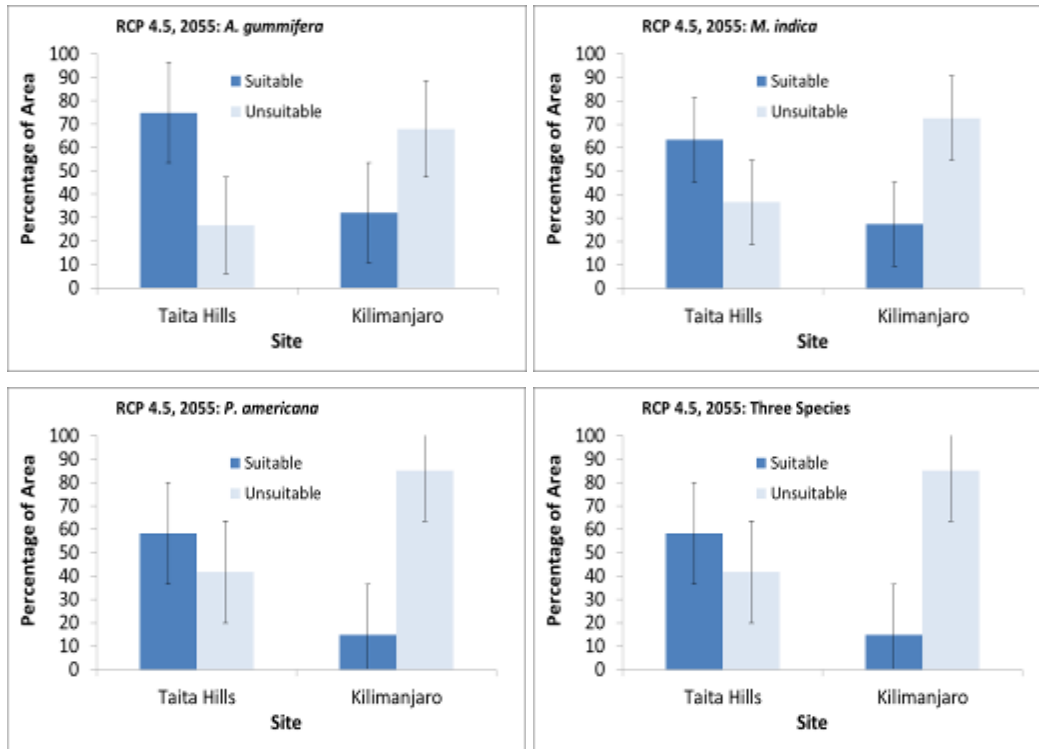 RCP 4.5, 2055: A. gummifera
Percentage of Area
100
90
80
70
60
50
40
30
20
10
0
Suitable
Unsuitable
Taita Hills
Kilimanjaro
Site
RCP 4.5, 2055: M. indica
Percentage of Area
100
90
80
70
60
50
40
30
20
10
0
Suitable
Unsuitable
Taita Hills
Kilimanjaro
Site
RCP 4.5, 2055: P. americana
Percentage of Area
100
90
80
70
60
50
40
30
20
10
0
Suitable
Unsuitable
Taita Hills
Kilimanjaro
Site
RCP 4.5, 2055: Three Species
Percentage of Area
100
90
80
70
60
50
40
30
20
10
0
Suitable
Unsuitable
Taita Hills
Kilimanjaro
Site